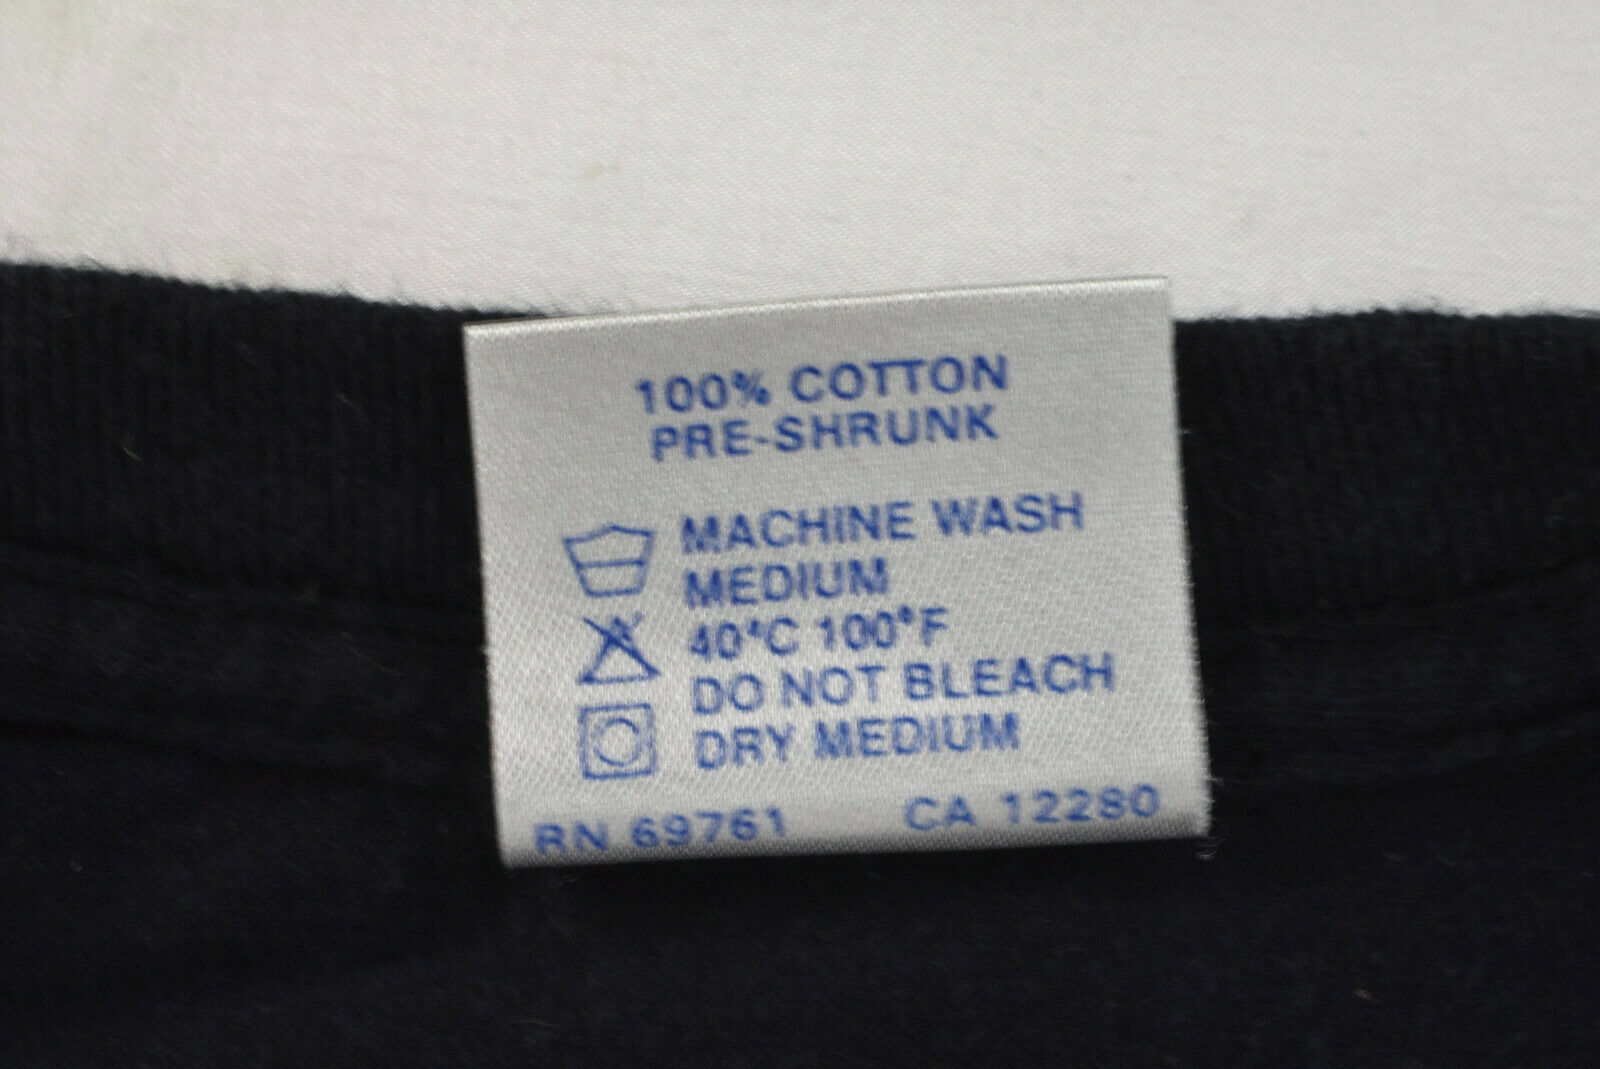 100% COTTON
PRE-SHRUNK
MACHINE WASH
MEDIUM
40°C 100°F
DO NOT BLEACH
DRY MEDIUM
RN 69761 CA 12280